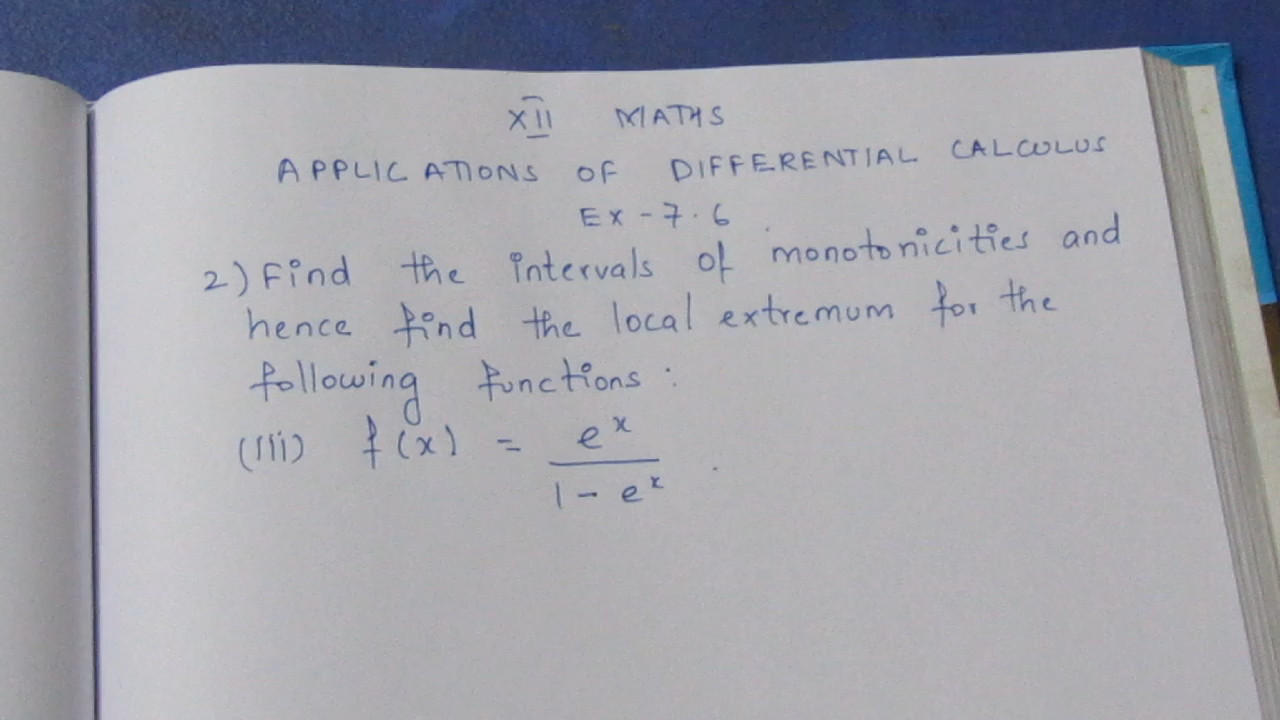 XII MATHS
APPLICATIONS OF DIFFERENTIAL CALCULUS
EX-7.6
2) Find the intervals of monotonicities and
hence find the local extremum for the
following functions:
(iii) f(x) = e^x / (1 - e^x)